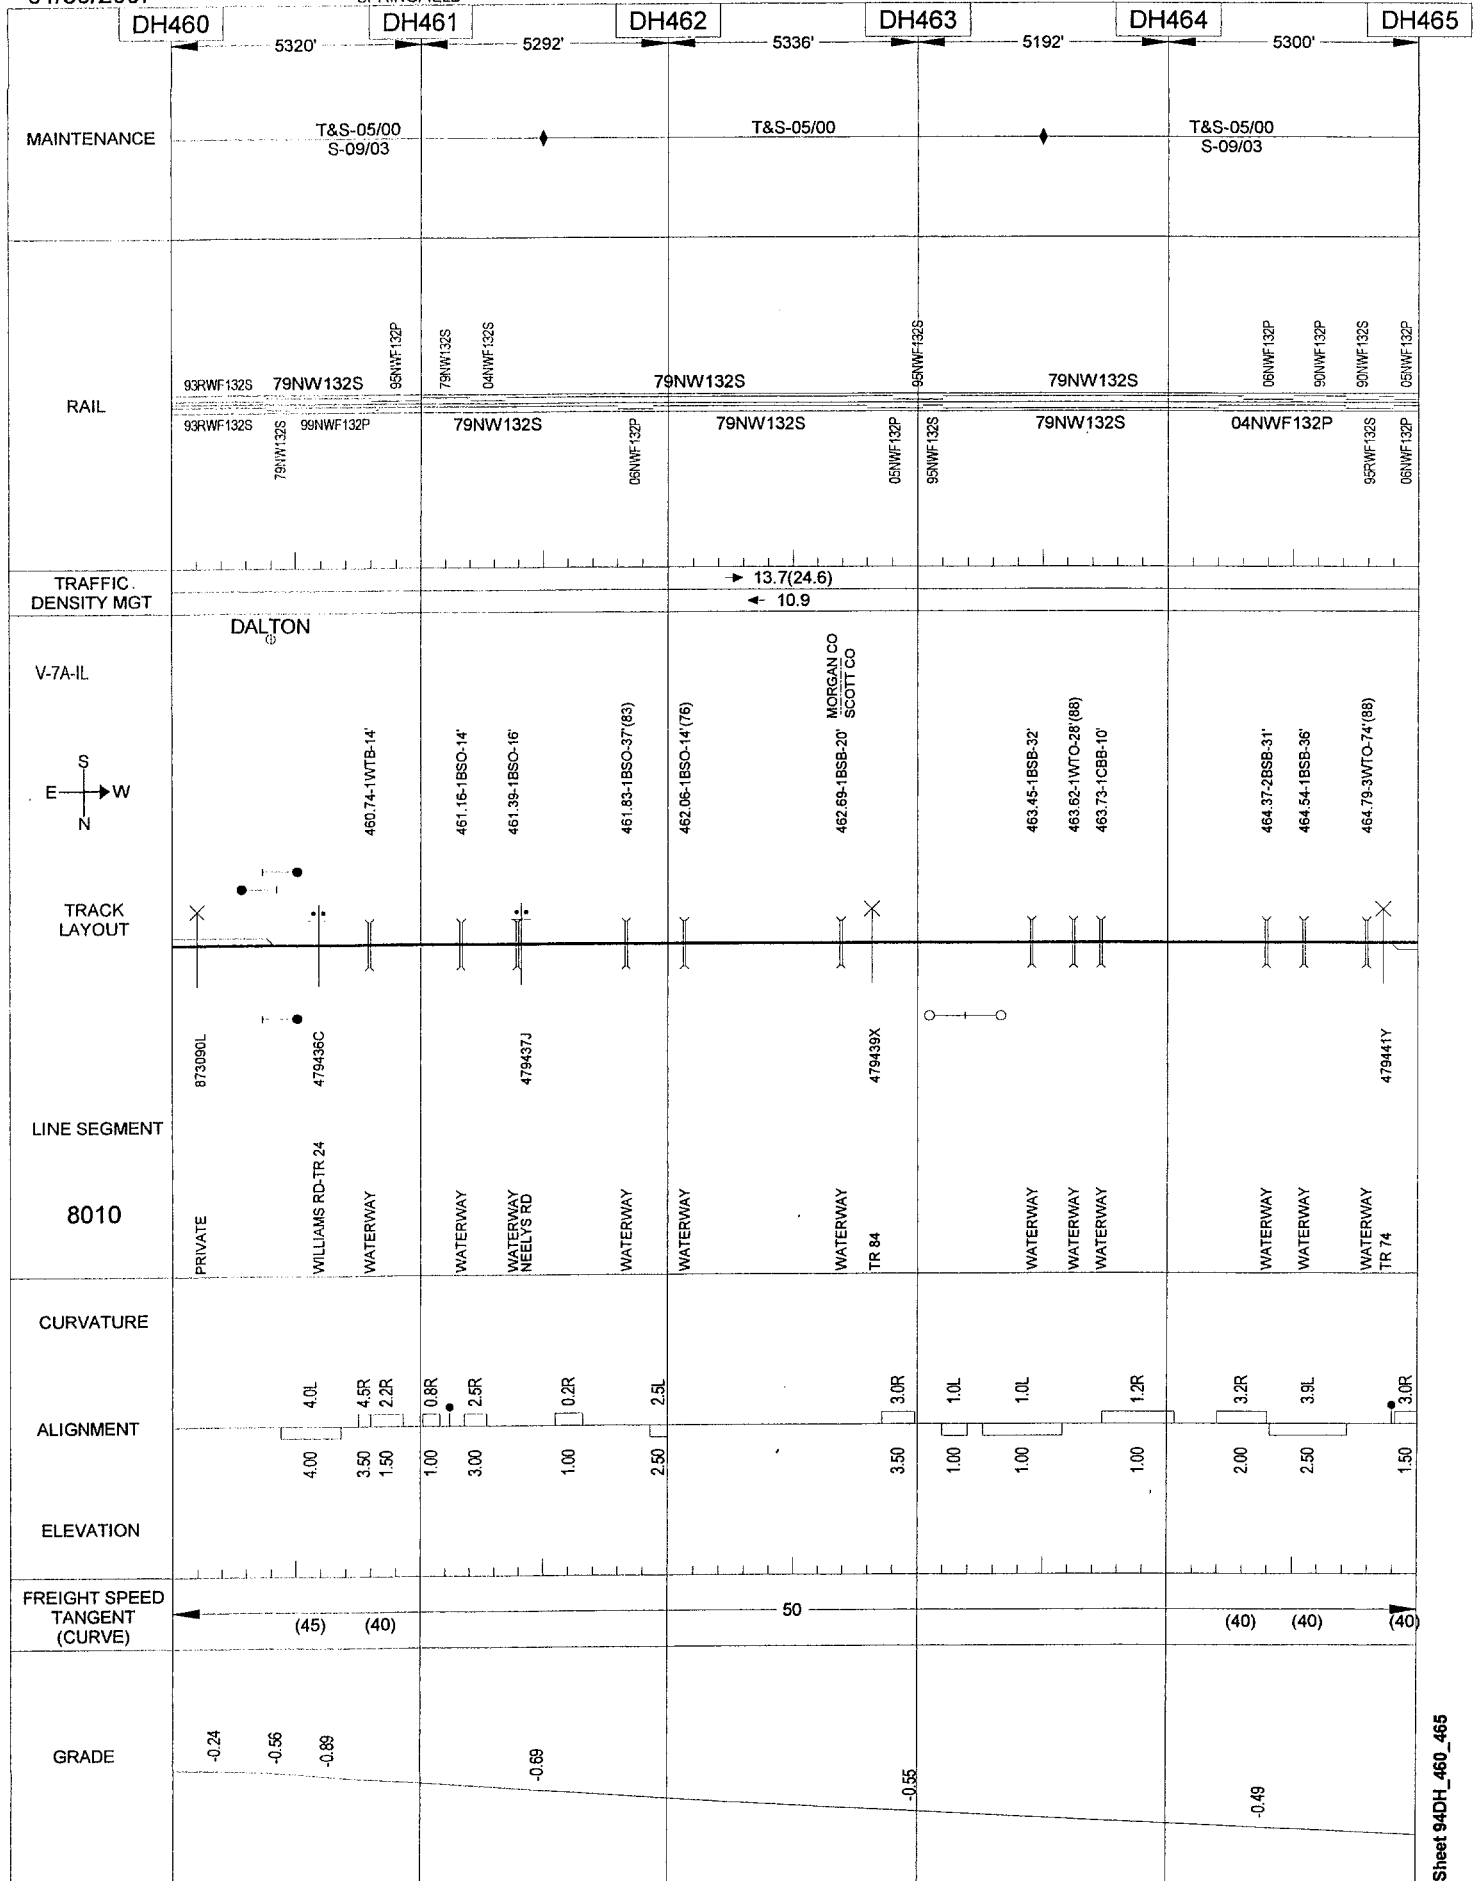 DH460 DH461 DH462 DH463 DH464 DH465
5320' 5292' 5336' 5192' 5300'
MAINTENANCE
T&S-05/00 T&S-05/00 T&S-05/00
S-09/03 S-09/03
RAIL
93RWF132S 79NW132S 95NWF132P 79NW132S 04NWF132S 79NW132S 95NWF132S 79NW132S 06NWF132P 90NWF132P 90NWF132S 05NWF132P
93RWF132S 79NW132S 99NWF132P 79NW132S 06NWF132P 79NW132S 05NWF132P 95NWF132S 79NW132S 04NWF132P 95RWF132S 06NWF132P
TRAFFIC
DENSITY MGT
13.7(24.6)
10.9
DALTON
V-7A-IL
MORGAN CO
SCOTT CO
S
E W
N
460.74-1WTB-14' 461.16-1BSO-14' 461.39-1BSO-16' 461.83-1BSO-37'(83) 462.06-1BSO-14'(76) 462.69-1BSB-20' 463.45-1BSB-32' 463.62-1WTO-28'(88) 463.73-1CBB-10' 464.37-2BSB-31' 464.54-1BSB-36' 464.79-3WTO-74'(88)
TRACK
LAYOUT
873090L 479436C 479437J 479439X 479441Y
LINE SEGMENT
8010
PRIVATE
WILLIAMS RD-TR 24
WATERWAY
WATERWAY
WATERWAY
NEELYS RD
WATERWAY
WATERWAY
WATERWAY
TR 84
WATERWAY
WATERWAY
WATERWAY
WATERWAY
WATERWAY
WATERWAY
TR 74
CURVATURE
4.0L 4.5R 2.2R 0.8R 2.5R 0.2R 2.5L 3.0R 1.0L 1.0L 1.2R 3.2R 3.9L 3.0R
ALIGNMENT
4.00 3.50 1.50 1.00 3.00 1.00 2.50 3.50 1.00 1.00 1.00 2.00 2.50 1.50
ELEVATION
FREIGHT SPEED
TANGENT
(CURVE)
50
(45) (40) (40) (40) (40)
GRADE
-0.24 -0.56 -0.89 -0.69 -0.55 -0.49
Sheet 94DH_460_465